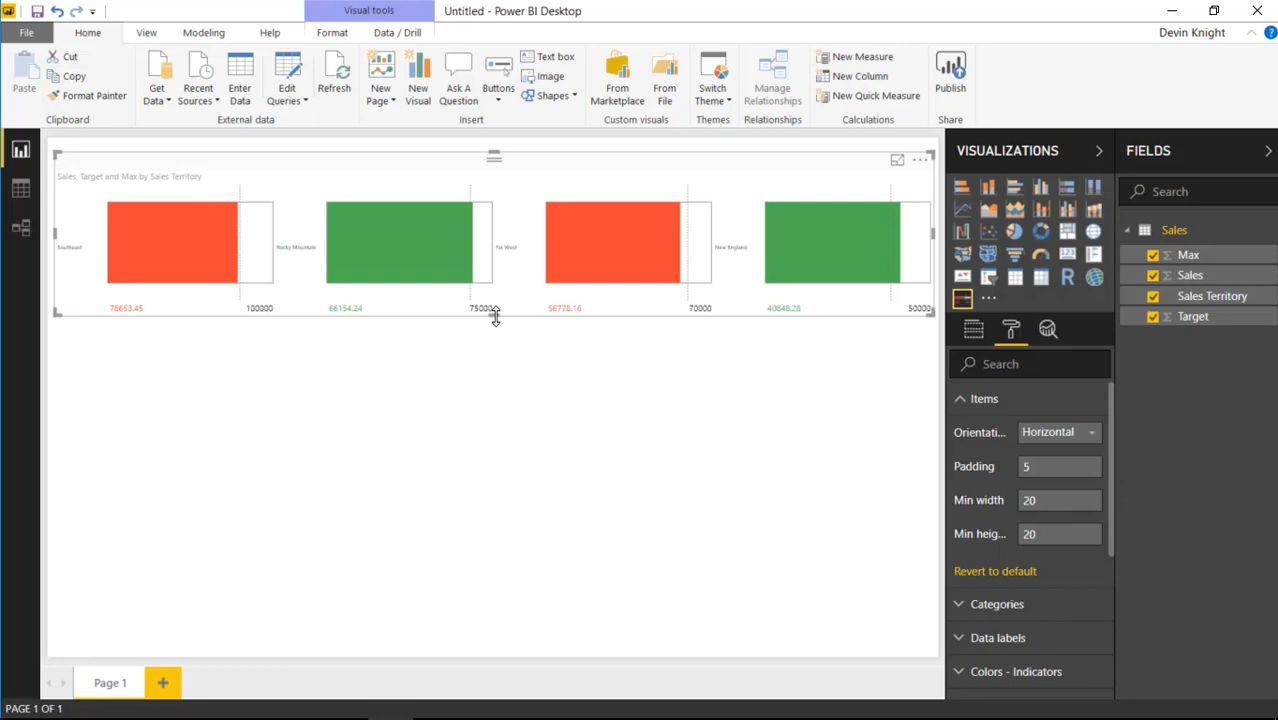 Visual tools
Untitled - Power BI Desktop
File
Home
View
Modeling
Help
Format
Data / Drill
Devin Knight
Paste
Cut
Copy
Format Painter
Clipboard
Get Data
Recent Sources
Enter Data
Edit Queries
Refresh
External data
New Page
New Visual
Ask A Question
Buttons
Text box
Image
Shapes
Insert
From Marketplace
From File
Custom visuals
Switch Theme
Themes
Manage Relationships
Relationships
New Measure
New Column
New Quick Measure
Calculations
Publish
Share
Sales, Target and Max by Sales Territory
Southeast
Rocky Mountain
Far West
New England
78653.45
100000
66154.24
75000
56778.16
70000
40848.28
50000
VISUALIZATIONS
R
Search
Items
Orientati...
Horizontal
Padding
5
Min width
20
Min heig...
20
Revert to default
Categories
Data labels
Colors - Indicators
FIELDS
Search
Sales
Σ Max
Σ Sales
Sales Territory
Σ Target
Page 1
PAGE 1 OF 1